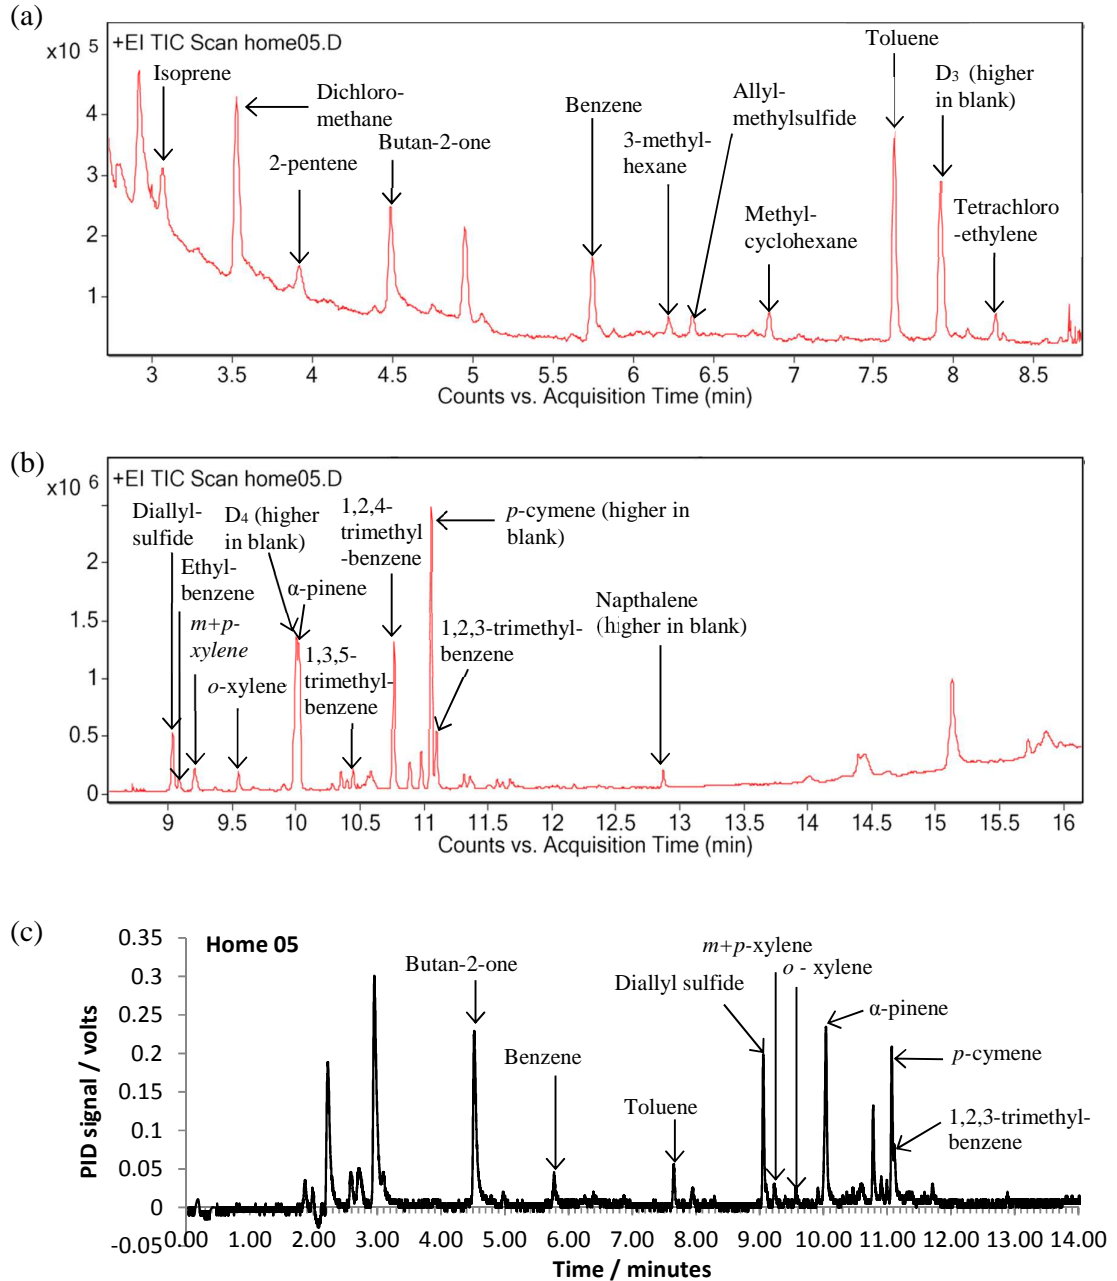 (a)
+EI TIC Scan home05.D
x10 5
Isoprene
Dichloro-
methane
2-pentene
Butan-2-one
Benzene
3-methyl-
hexane
Allyl-
methylsulfide
Methyl-
cyclohexane
Toluene
D3 (higher
in blank)
Tetrachloro
-ethylene
4
3
2
1
3 3.5 4 4.5 5 5.5 6 6.5 7 7.5 8 8.5
Counts vs. Acquisition Time (min)
(b)
+EI TIC Scan home05.D
x10 6
Diallyl-
sulfide
Ethyl-
benzene
m+p-
xylene
o-xylene
D4 (higher
in blank)
α-pinene
1,3,5-
trimethyl-
benzene
1,2,4-
trimethyl
-benzene
p-cymene (higher in
blank)
1,2,3-trimethyl-
benzene
Napthalene
(higher in blank)
2
1.5
1
0.5
0
9 9.5 10 10.5 11 11.5 12 12.5 13 13.5 14 14.5 15 15.5 16
Counts vs. Acquisition Time (min)
(c)
Home 05
PID signal / volts
0.35
0.3
0.25
0.2
0.15
0.1
0.05
0
-0.05
Butan-2-one
Benzene
Toluene
Diallyl sulfide
m+p-xylene
o - xylene
α-pinene
p-cymene
1,2,3-trimethyl-
benzene
0.00 1.00 2.00 3.00 4.00 5.00 6.00 7.00 8.00 9.00 10.00 11.00 12.00 13.00 14.00
Time / minutes